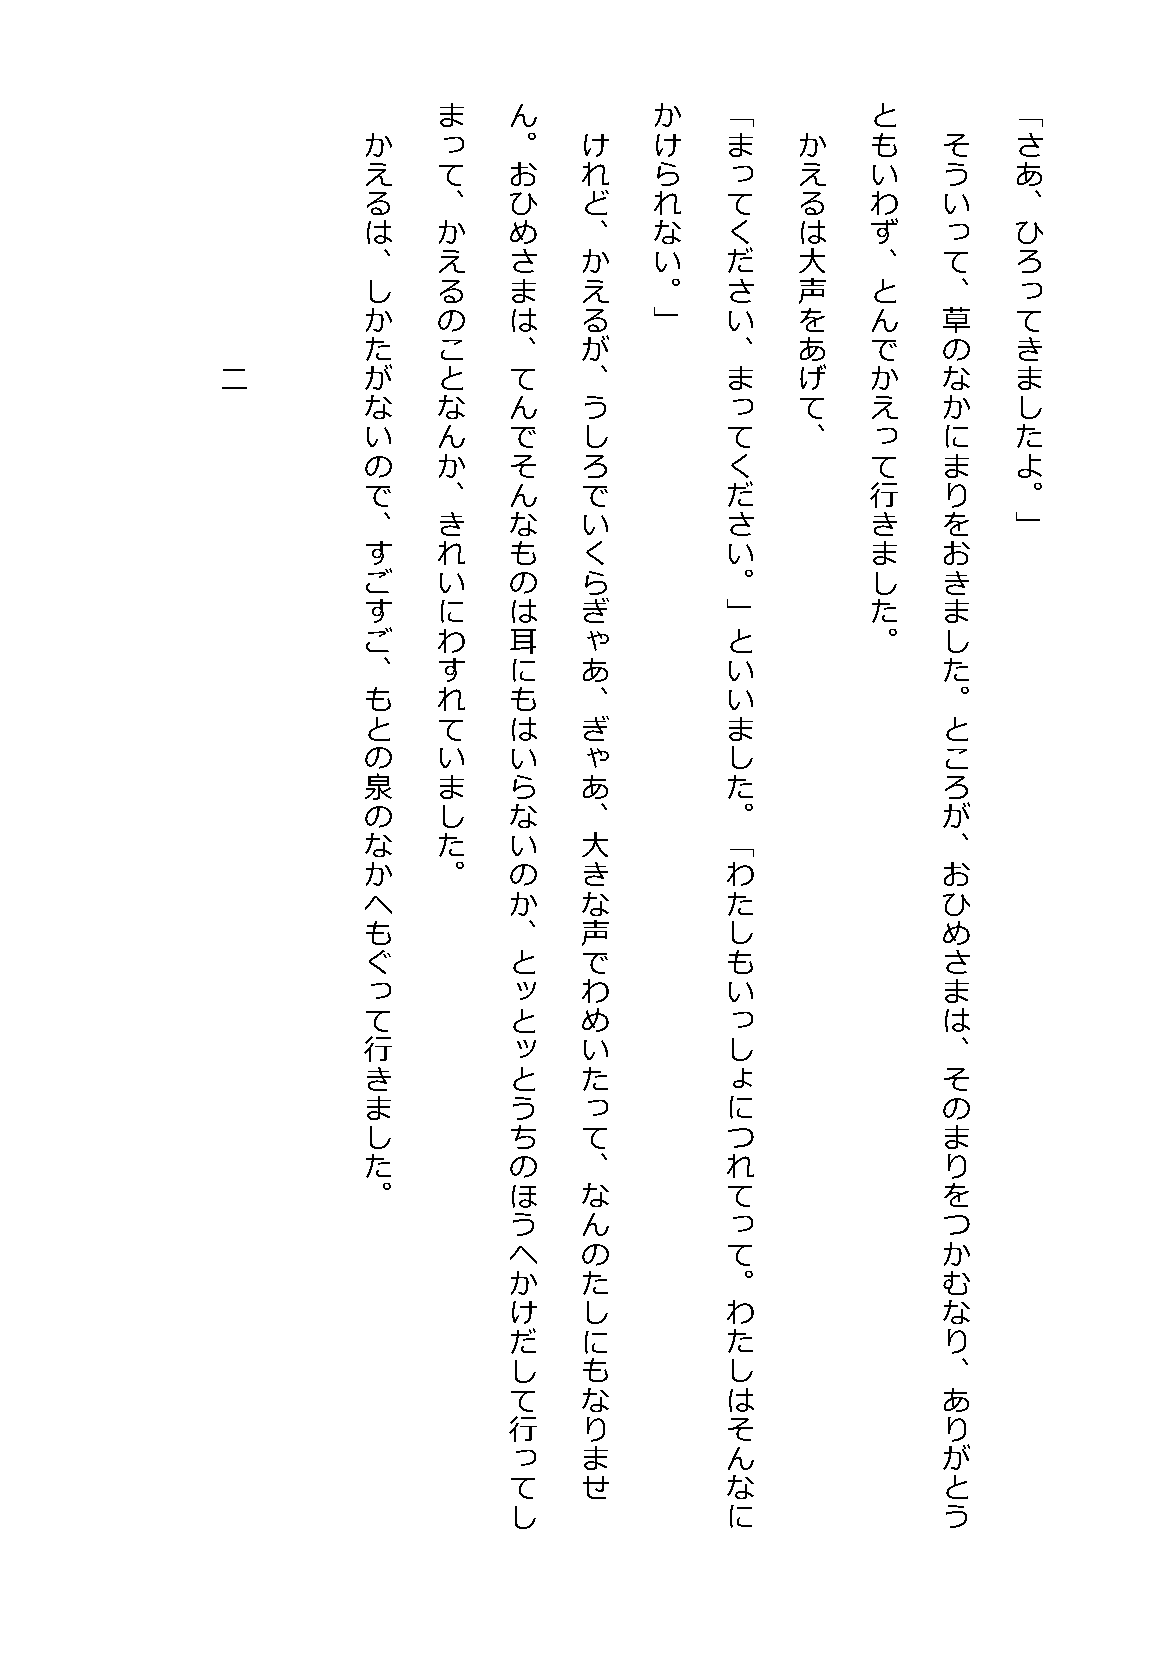 「さあ、ひろってきましたよ。」
　そういって、草のなかにまりをおきました。ところが、おひめさまは、そのまりをつかむなり、ありがとう
ともいわず、とんでかえって行きました。
　かえるは大声をあげて、
「まってください、まってください。」といいました。「わたしもいっしょにつれてって。わたしはそんなに
かけられない。」
　けれど、かえるが、うしろでいくらぎゃあ、ぎゃあ、大きな声でわめいたって、なんのたしにもなりませ
ん。おひめさまは、てんでそんなものは耳にもはいらないのか、とッとッとうちのほうへかけだして行ってし
まって、かえるのことなんか、きれいにわすれていました。
　かえるは、しかたがないので、すごすご、もとの泉のなかへもぐって行きました。
二